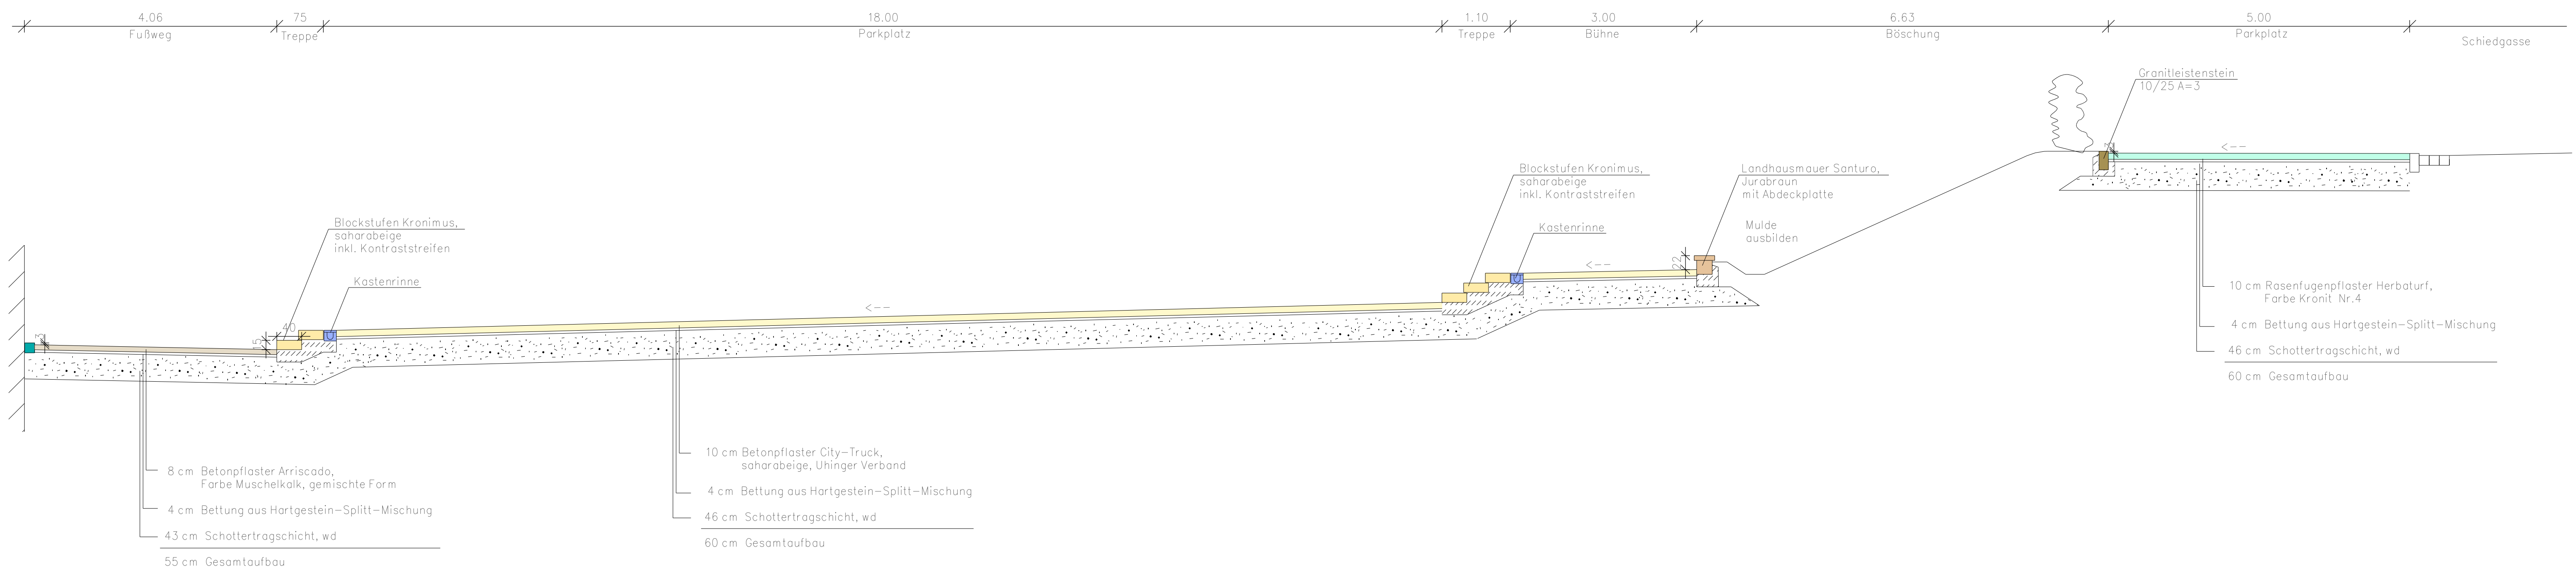 4.06
75
18.00
1.10
3.00
6.63
5.00
Fußweg
Treppe
Parkplatz
Treppe
Bühne
Böschung
Parkplatz
Schiedgasse
Granitleistenstein
10/25 A=3
3
<--
Blockstufen Kronimus,
saharabeige
inkl. Kontraststreifen
Kastenrinne
Landhausmauer Santuro,
Jurabraun
mit Abdeckplatte
Mulde
ausbilden
22
<--
Blockstufen Kronimus,
saharabeige
inkl. Kontraststreifen
Kastenrinne
<--
40
15
3
10 cm Rasenfugenpflaster Herbaturf,
Farbe Kronit Nr.4
4 cm Bettung aus Hartgestein-Splitt-Mischung
46 cm Schottertragschicht, wd
60 cm Gesamtaufbau
8 cm Betonpflaster Arriscado,
Farbe Muschelkalk, gemischte Form
4 cm Bettung aus Hartgestein-Splitt-Mischung
43 cm Schottertragschicht, wd
55 cm Gesamtaufbau
10 cm Betonpflaster City-Truck,
saharabeige, Uhinger Verband
4 cm Bettung aus Hartgestein-Splitt-Mischung
46 cm Schottertragschicht, wd
60 cm Gesamtaufbau